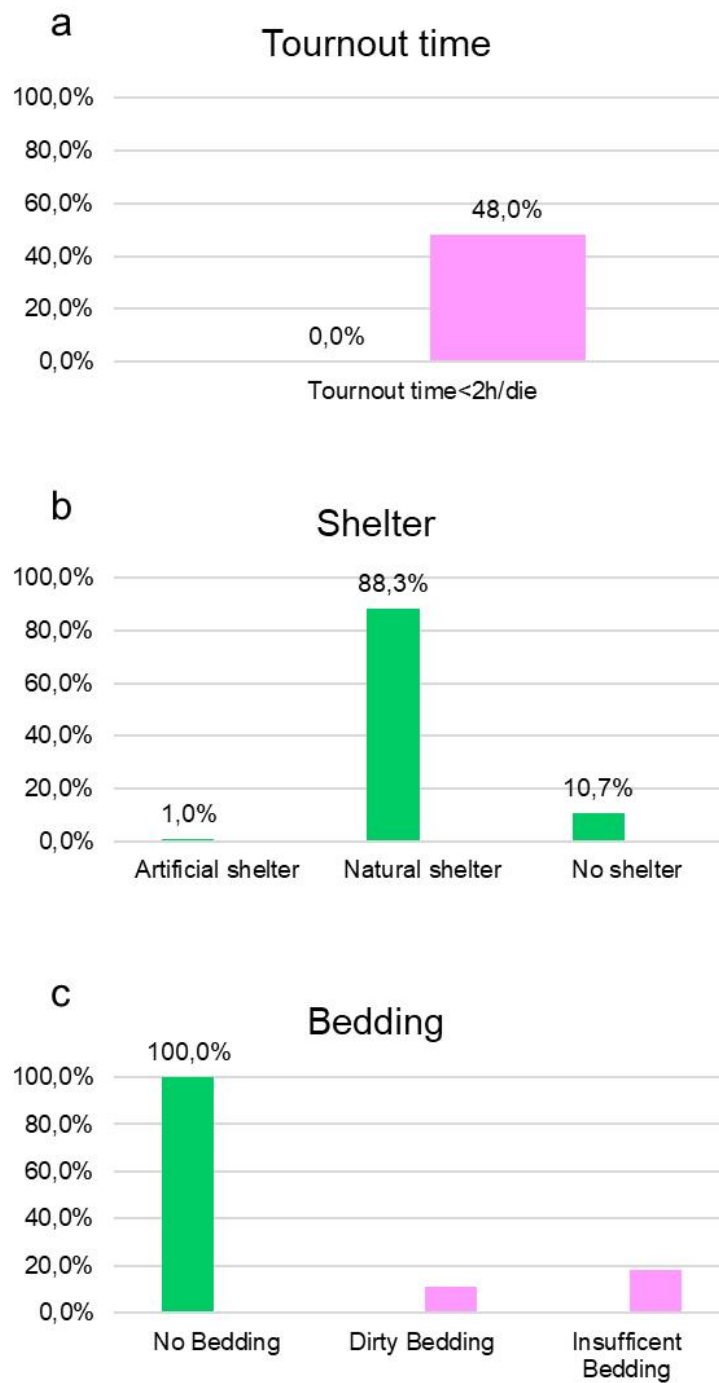 a
Tournout time
100,0%
80,0%
60,0%
40,0%
20,0%
0,0%
48,0%
0,0%
Tournout time<2h/die
b
Shelter
100,0%
80,0%
60,0%
40,0%
20,0%
0,0%
1,0%
88,3%
10,7%
Artificial shelter
Natural shelter
No shelter
c
Bedding
100,0%
80,0%
60,0%
40,0%
20,0%
0,0%
100,0%
No Bedding
Dirty Bedding
Insufficent
Bedding